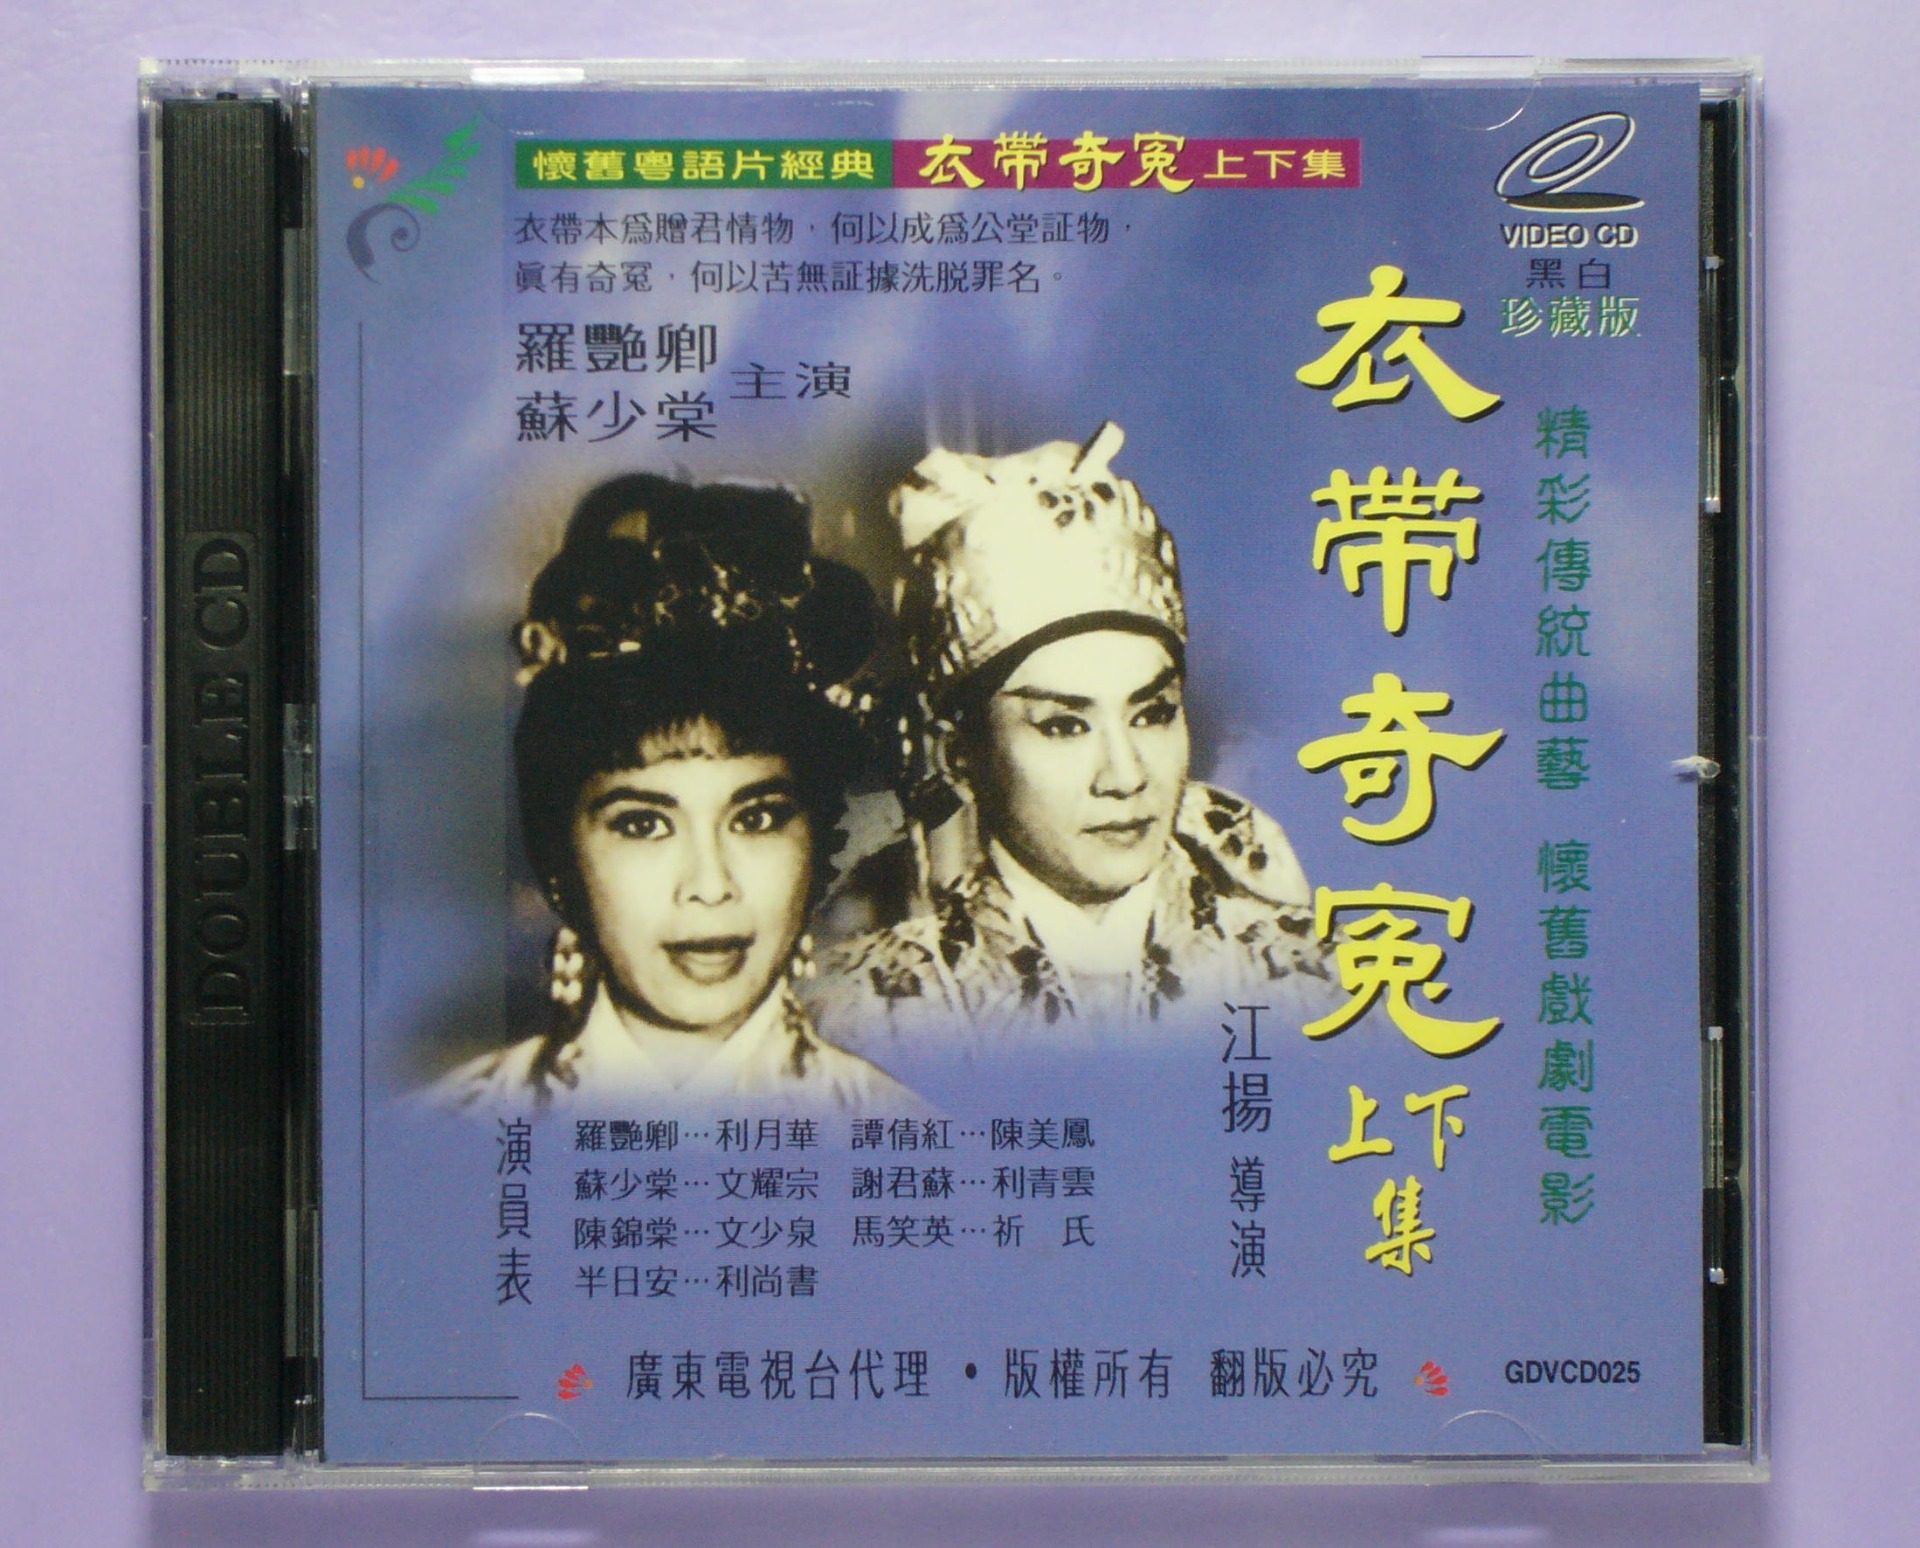 懷舊粵語片經典 衣帶奇冤上下集
衣帶本爲贈君情物，何以成爲公堂証物，
眞有奇冤，何以苦無証據洗脱罪名。
羅艷卿
蘇少棠
主演
VIDEO CD
黑白
珍藏版
衣帶奇冤
上下集
精彩傳統曲藝 懷舊戲劇電影
江揚 導演
演員表
羅艷卿…利月華 譚倩紅…陳美鳳
蘇少棠…文耀宗 謝君蘇…利青雲
陳錦棠…文少泉 馬笑英…祈 氏
半日安…利尚書
廣東電視台代理・版權所有 翻版必究
GDVCD025
DOUBLE CD